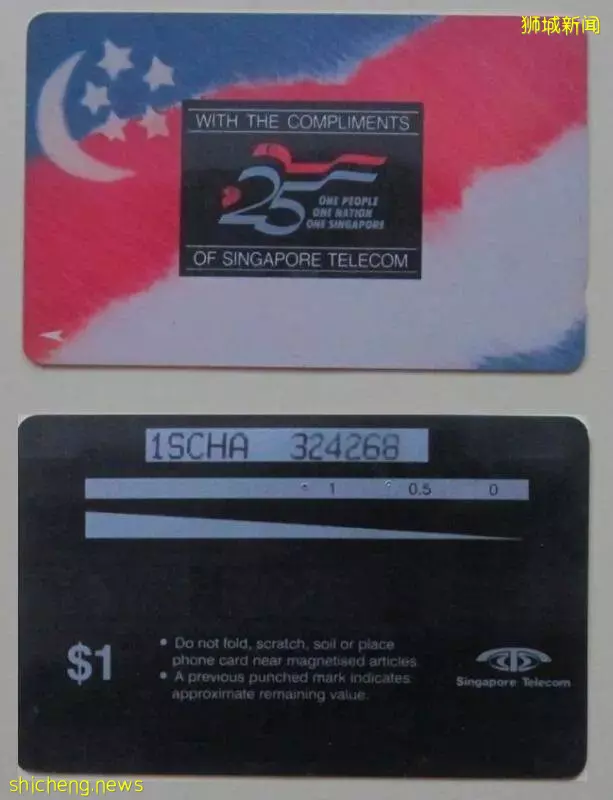 狮城新闻
WITH THE COMPLIMENTS
25
ONE PEOPLE
ONE NATION
ONE SINGAPORE
OF SINGAPORE TELECOM
1SCHA 324268
1 0.5 0
$1
• Do not fold, scratch, soil or place
phone card near magnetised articles.
• A previous punched mark indicates
approximate remaining value.
Singapore Telecom
shicheng.news